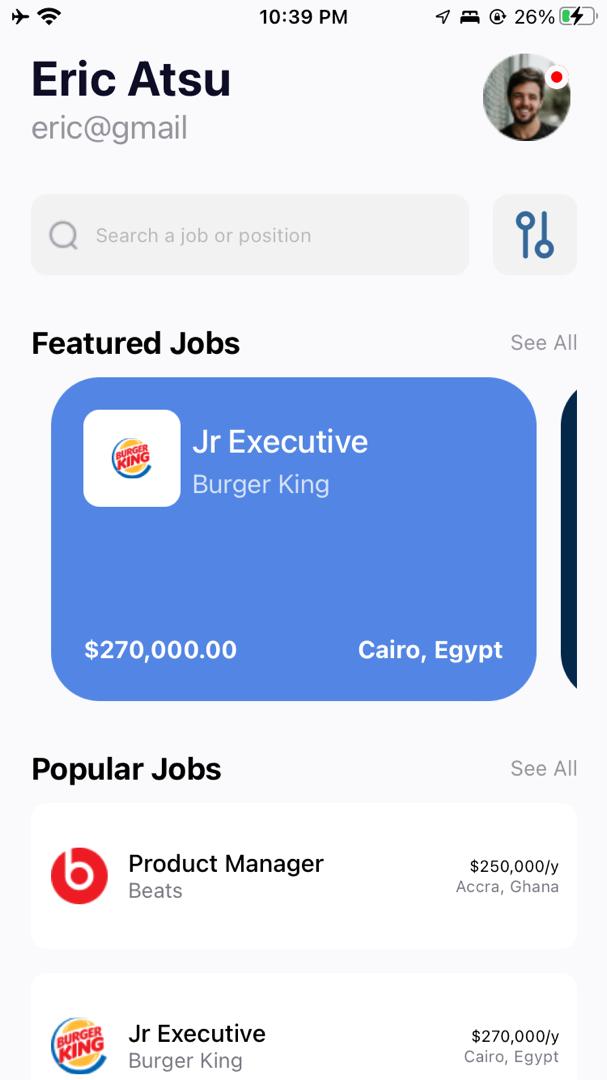 10:39 PM 26%
Eric Atsu
eric@gmail
Search a job or position
Featured Jobs See All
BURGER
KING
Jr Executive
Burger King
$270,000.00 Cairo, Egypt
Popular Jobs See All
b
Product Manager $250,000/y
Beats Accra, Ghana
BURGER
KING
Jr Executive $270,000/y
Burger King Cairo, Egypt